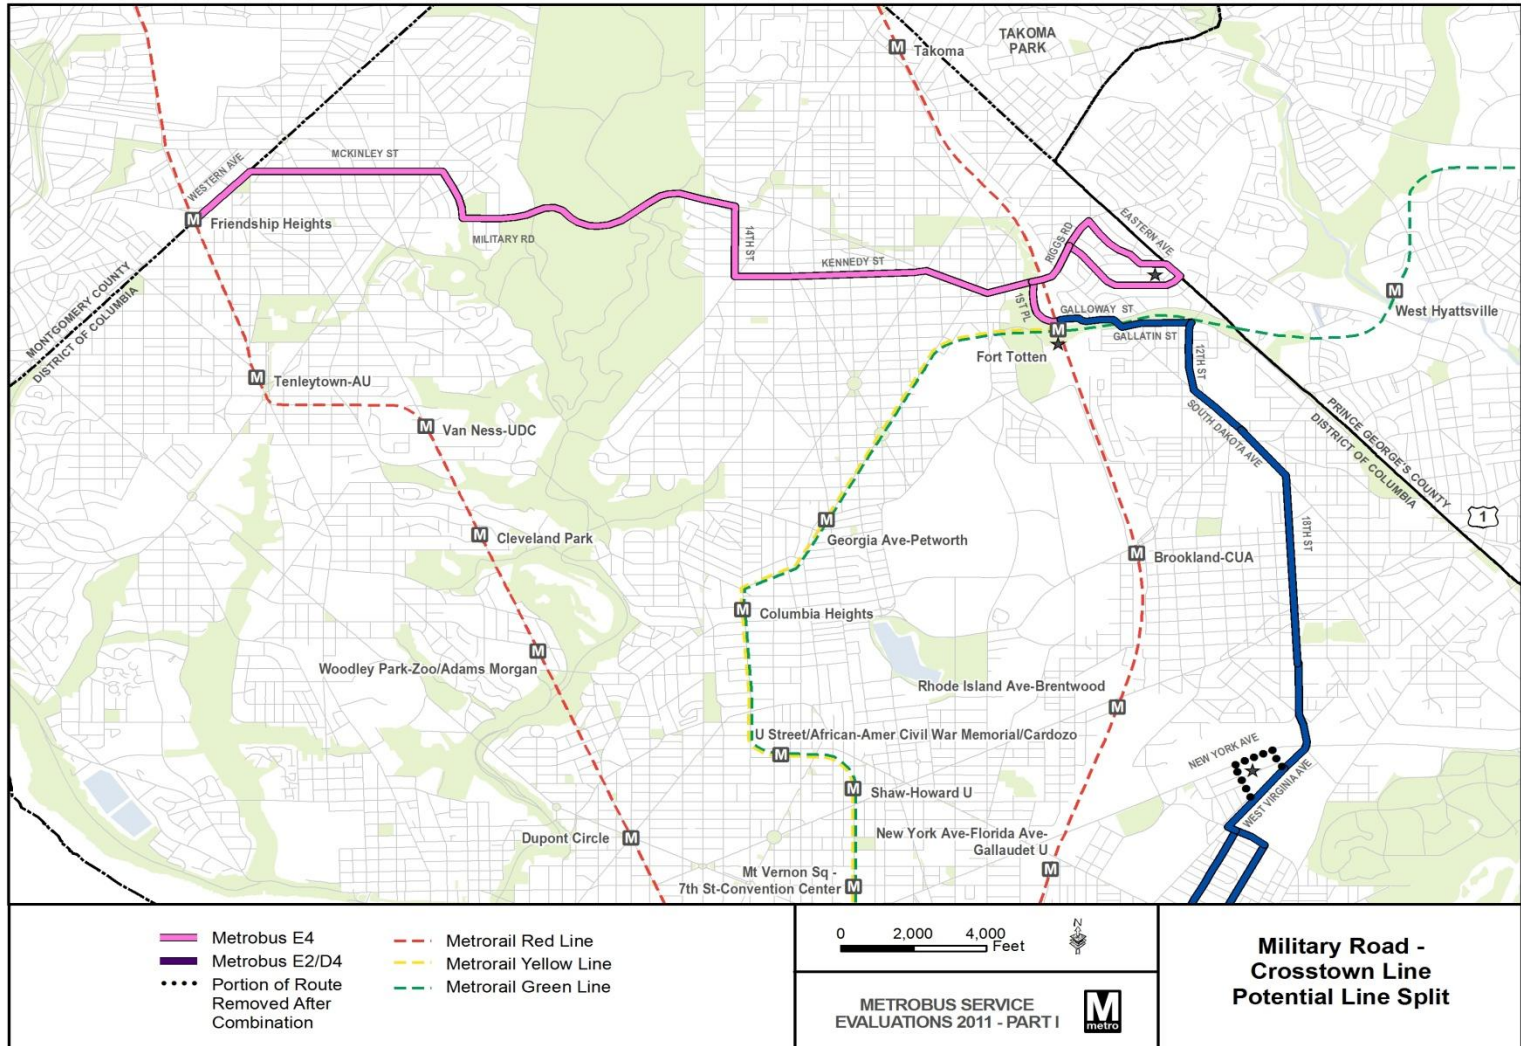 Takoma
TAKOMA
PARK
MCKINLEY ST
WESTERN AVE
Friendship Heights
MILITARY RD
14TH ST
KENNEDY ST
RIGGS RD
EASTERN AVE
1ST PL
GALLOWAY ST
GALLATIN ST
Fort Totten
West Hyattsville
MONTGOMERY COUNTY
DISTRICT OF COLUMBIA
12TH ST
SOUTH DAKOTA AVE
PRINCE GEORGE'S COUNTY
DISTRICT OF COLUMBIA
Tenleytown-AU
Van Ness-UDC
1
18TH ST
Georgia Ave-Petworth
Cleveland Park
Brookland-CUA
Columbia Heights
Woodley Park-Zoo/Adams Morgan
Rhode Island Ave-Brentwood
U Street/African-Amer Civil War Memorial/Cardozo
NEW YORK AVE
WEST VIRGINIA AVE
Shaw-Howard U
Dupont Circle
New York Ave-Florida Ave-
Gallaudet U
Mt Vernon Sq -
7th St-Convention Center
Metrobus E4
Metrobus E2/D4
Portion of Route
Removed After
Combination
Metrorail Red Line
Metrorail Yellow Line
Metrorail Green Line
0 2,000 4,000
Feet
N
METROBUS SERVICE
EVALUATIONS 2011 - PART I
M
metro
Military Road -
Crosstown Line
Potential Line Split